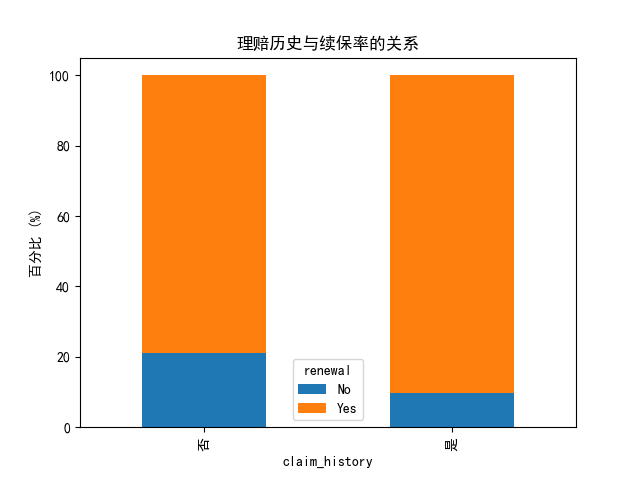 理赔历史与续保率的关系
百分比 (%)
100
80
60
40
20
0
renewal
No
Yes
否
是
claim_history